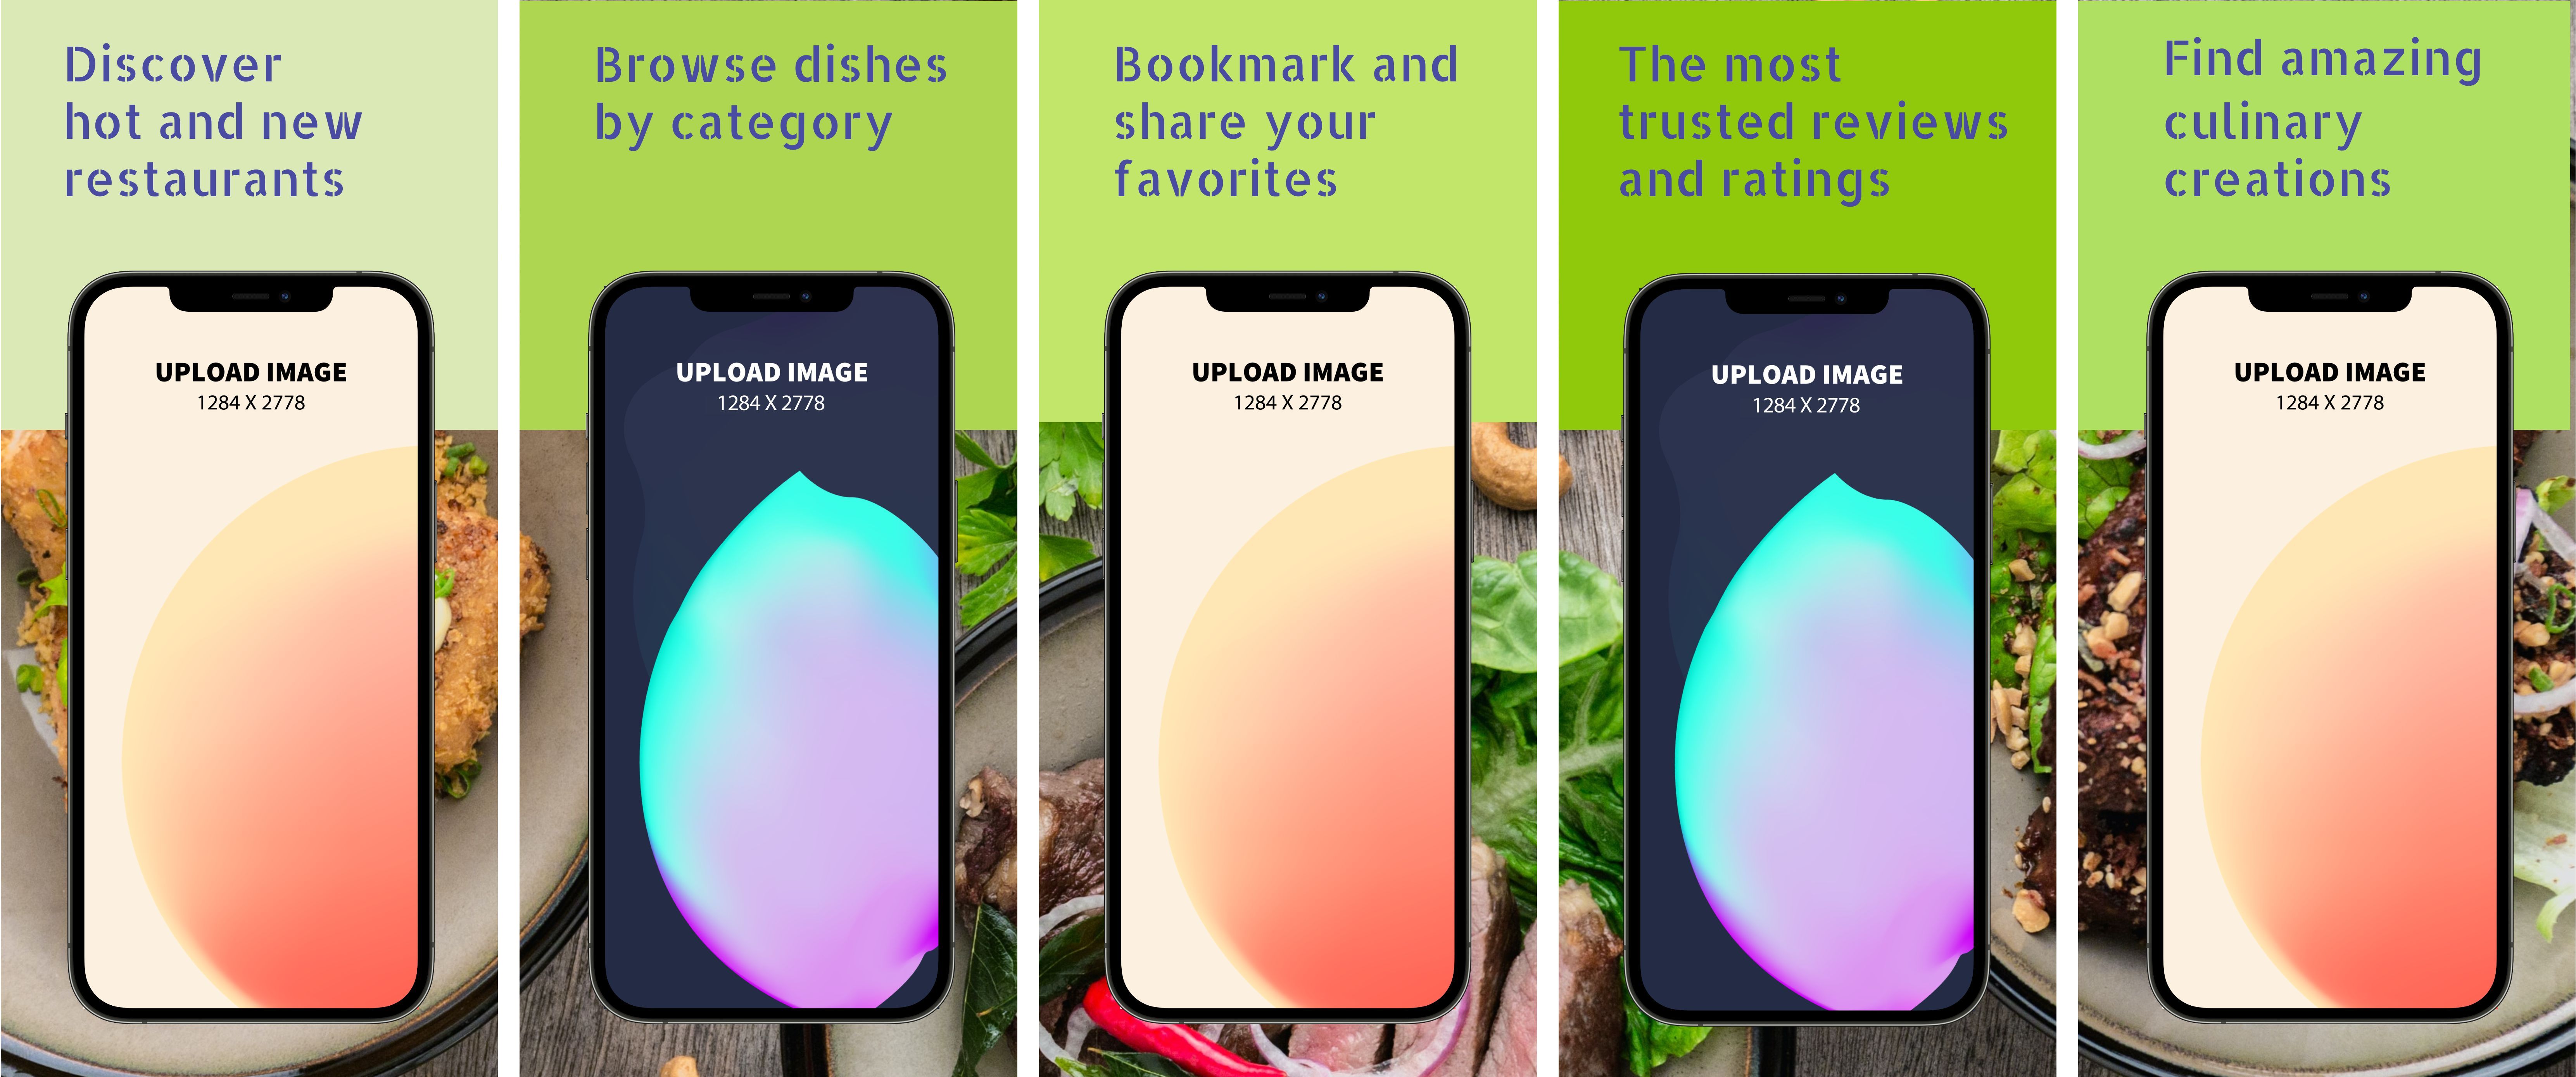 Discover
hot and new
restaurants
UPLOAD IMAGE
1284 X 2778
Browse dishes
by category
UPLOAD IMAGE
1284 X 2778
Bookmark and
share your
favorites
UPLOAD IMAGE
1284 X 2778
The most
trusted reviews
and ratings
UPLOAD IMAGE
1284 X 2778
Find amazing
culinary
creations
UPLOAD IMAGE
1284 X 2778